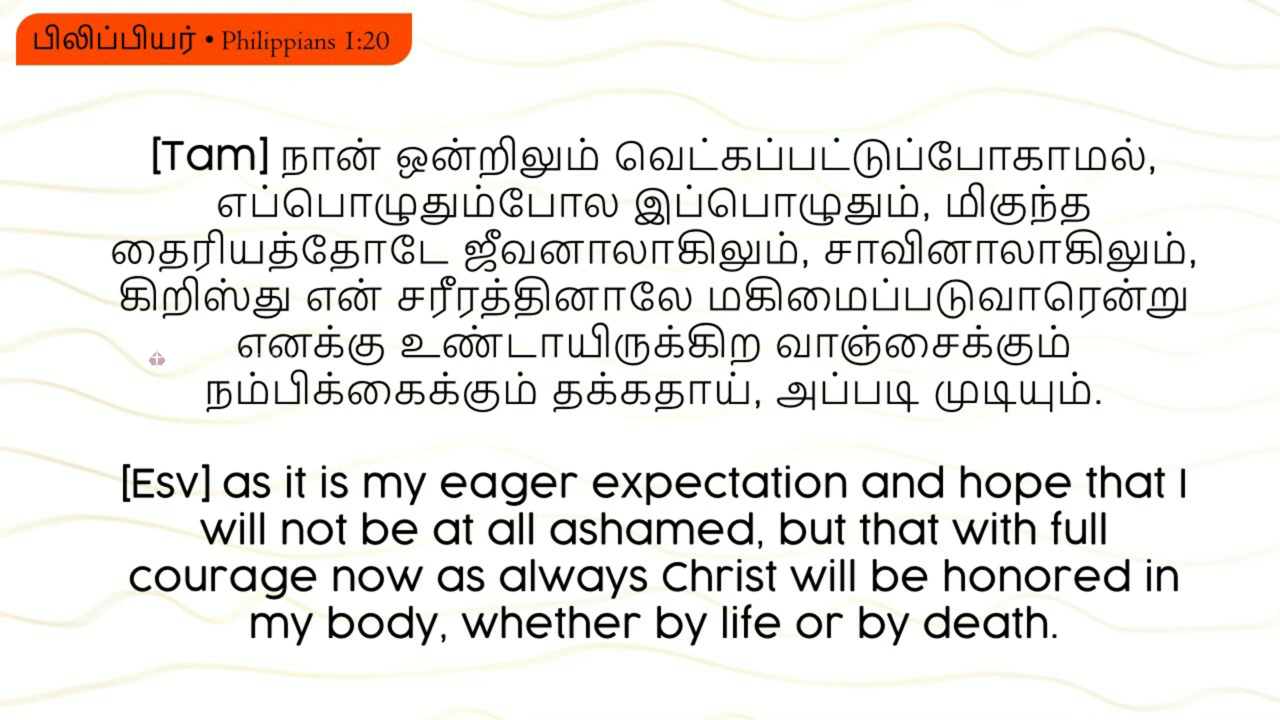 பிலிப்பியர் • Philippians 1:20
[Tam] நான் ஒன்றிலும் வெட்கப்பட்டுப்போகாமல்,
எப்பொழுதும்போல இப்பொழுதும், மிகுந்த
தைரியத்தோடே ஜீவனாலாகிலும், சாவினாலாகிலும்,
கிறிஸ்து என் சரீரத்தினாலே மகிமைப்படுவாரென்று
எனக்கு உண்டாயிருக்கிற வாஞ்சைக்கும்
நம்பிக்கைக்கும் தக்கதாய், அப்படி முடியும்.
[Esv] as it is my eager expectation and hope that I
will not be at all ashamed, but that with full
courage now as always Christ will be honored in
my body, whether by life or by death.